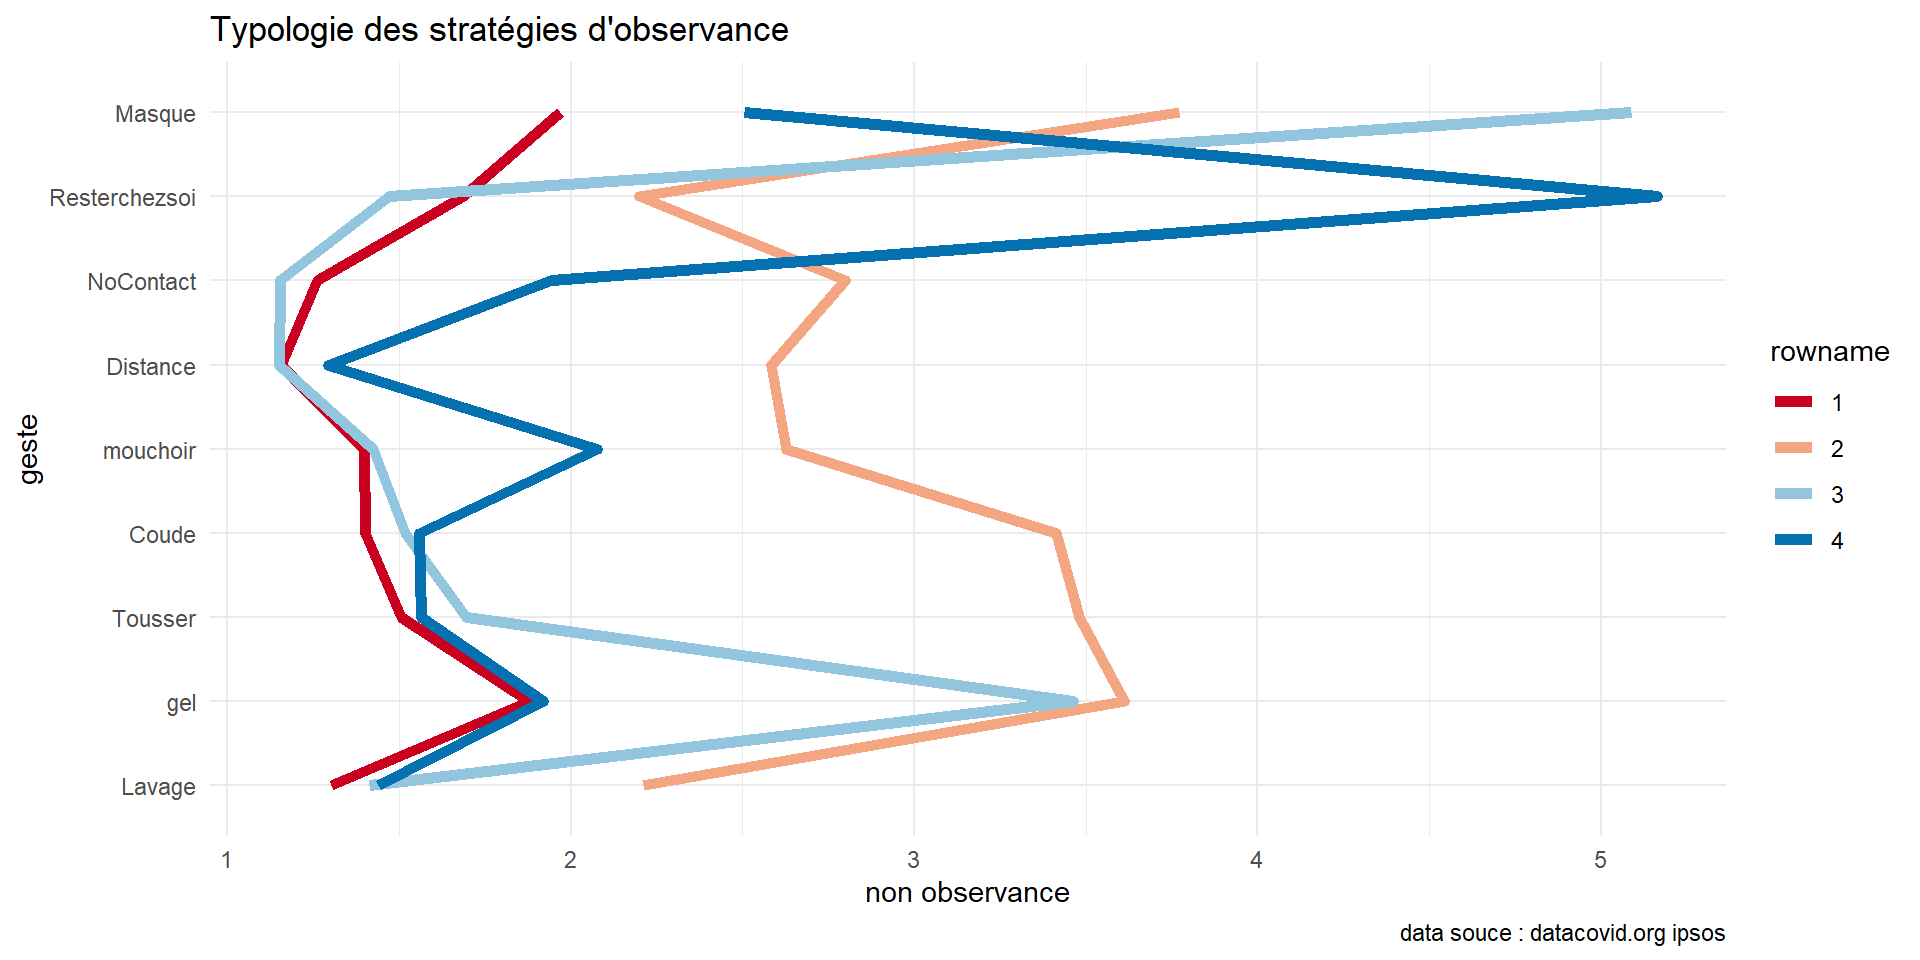 Typologie des stratégies d'observance
Masque
Resterchezsoi
NoContact
Distance
mouchoir
Coude
Tousser
gel
Lavage
geste
1 2 3 4 5
non observance
rowname
1
2
3
4
data souce : datacovid.org ipsos